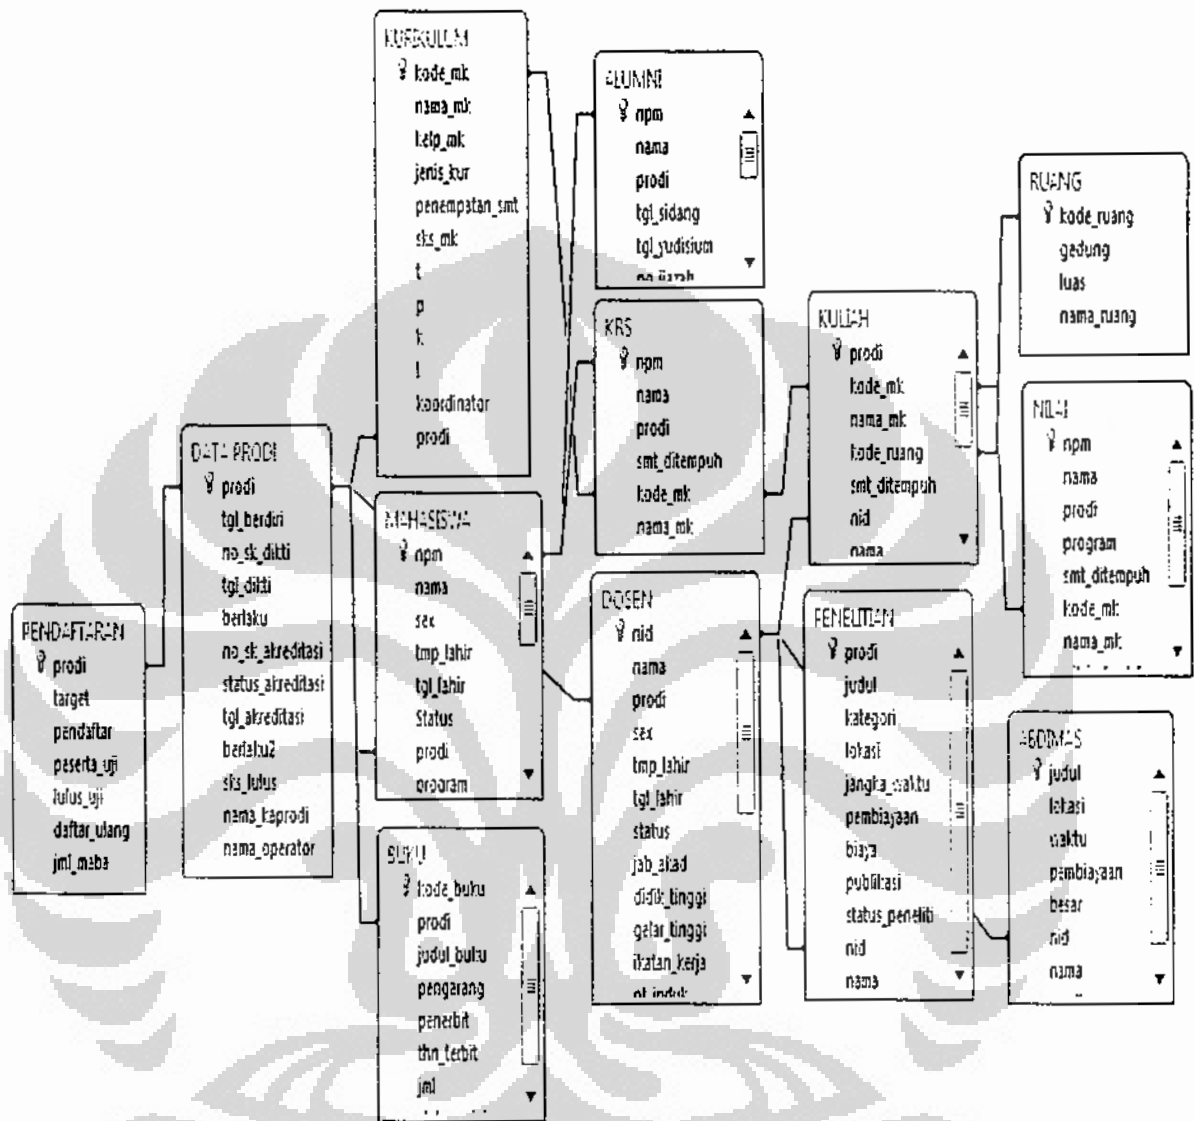 KURIKULUM
kode_mk
nama_mk
kelp_mk
jenis_kur
penempatan_smt
sks_mk
t
p
k
l
koordinator
prodi
ALUMNI
npm
nama
prodi
tgl_sidang
tgl_yudisium
no_ijazah
RUANG
kode_ruang
gedung
luas
nama_ruang
KRS
npm
nama
prodi
smt_ditempuh
kode_mk
nama_mk
KULIAH
prodi
kode_mk
nama_mk
kode_ruang
smt_ditempuh
nid
nama
NILAI
npm
nama
prodi
program
smt_ditempuh
kode_mk
nama_mk
DATA PRODI
prodi
tgl_berdiri
no_sk_dikti
tgl_dikti
berlaku
no_sk_akreditasi
status_akreditasi
tgl_akreditasi
berlaku2
sks_lulus
nama_kaprodi
nama_operator
MAHASISWA
npm
nama
sex
tmp_lahir
tgl_lahir
Status
prodi
program
PENDAFTARAN
prodi
target
pendaftar
peserta_uji
lulus_uji
daftar_ulang
jml_maba
DOSEN
nid
nama
prodi
sex
tmp_lahir
tgl_lahir
status
jab_akad
didik_tinggi
gelar_tinggi
ikatan_kerja
pt_induk
PENELITIAN
prodi
judul
kategori
lokasi
jangka_waktu
pembiayaan
biaya
publikasi
status_peneliti
nid
nama
ABDIMAS
judul
lokasi
waktu
pembiayaan
besar
nid
nama
BUKU
kode_buku
prodi
judul_buku
pengarang
penerbit
thn_terbit
jml